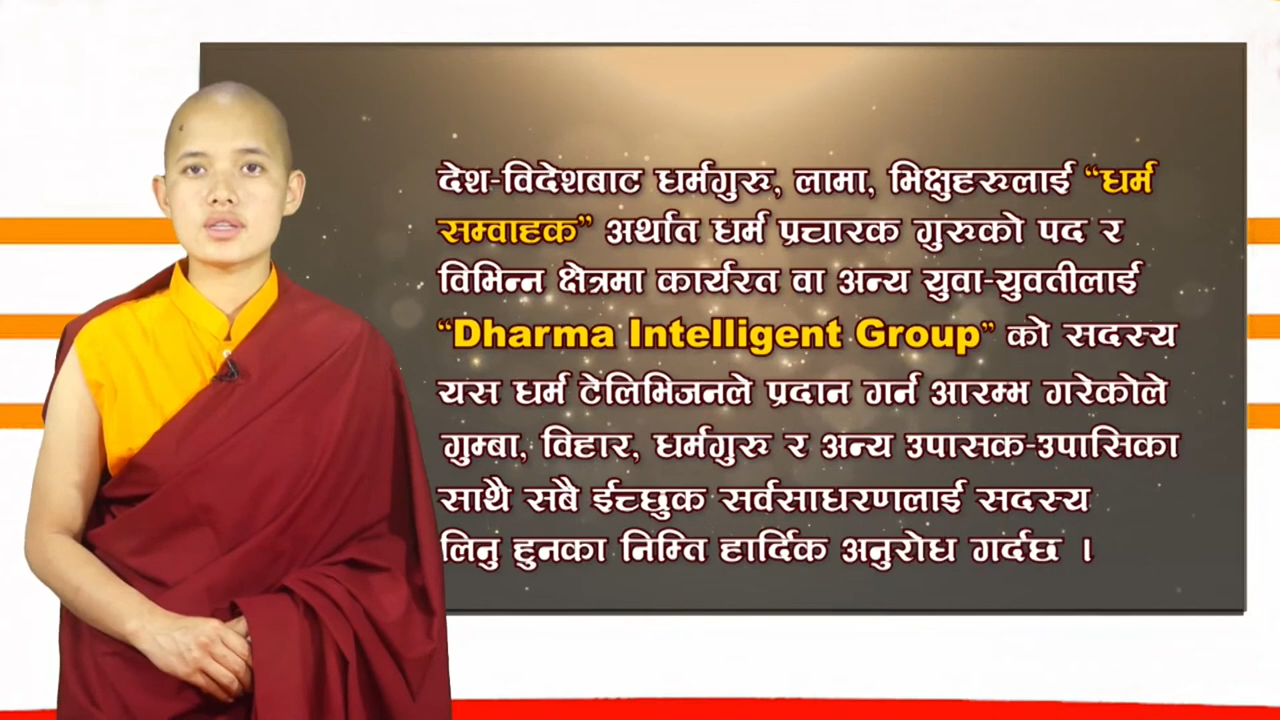 देश-विदेशबाट धर्मगुरु, लामा, भिक्षुहरुलाई “धर्म
सम्वाहक” अर्थात धर्म प्रचारक गुरुको पद र
विभिन्न क्षेत्रमा कार्यरत वा अन्य युवा-युवतीलाई
“Dharma Intelligent Group” को सदस्य
यस धर्म टेलिभिजनले प्रदान गर्न आरम्भ गरेकोले
गुम्बा, विहार, धर्मगुरु र अन्य उपासक-उपासिका
साथै सबै ईच्छुक सर्वसाधरणलाई सदस्य
लिनु हुनका निम्ति हार्दिक अनुरोध गर्दछ ।